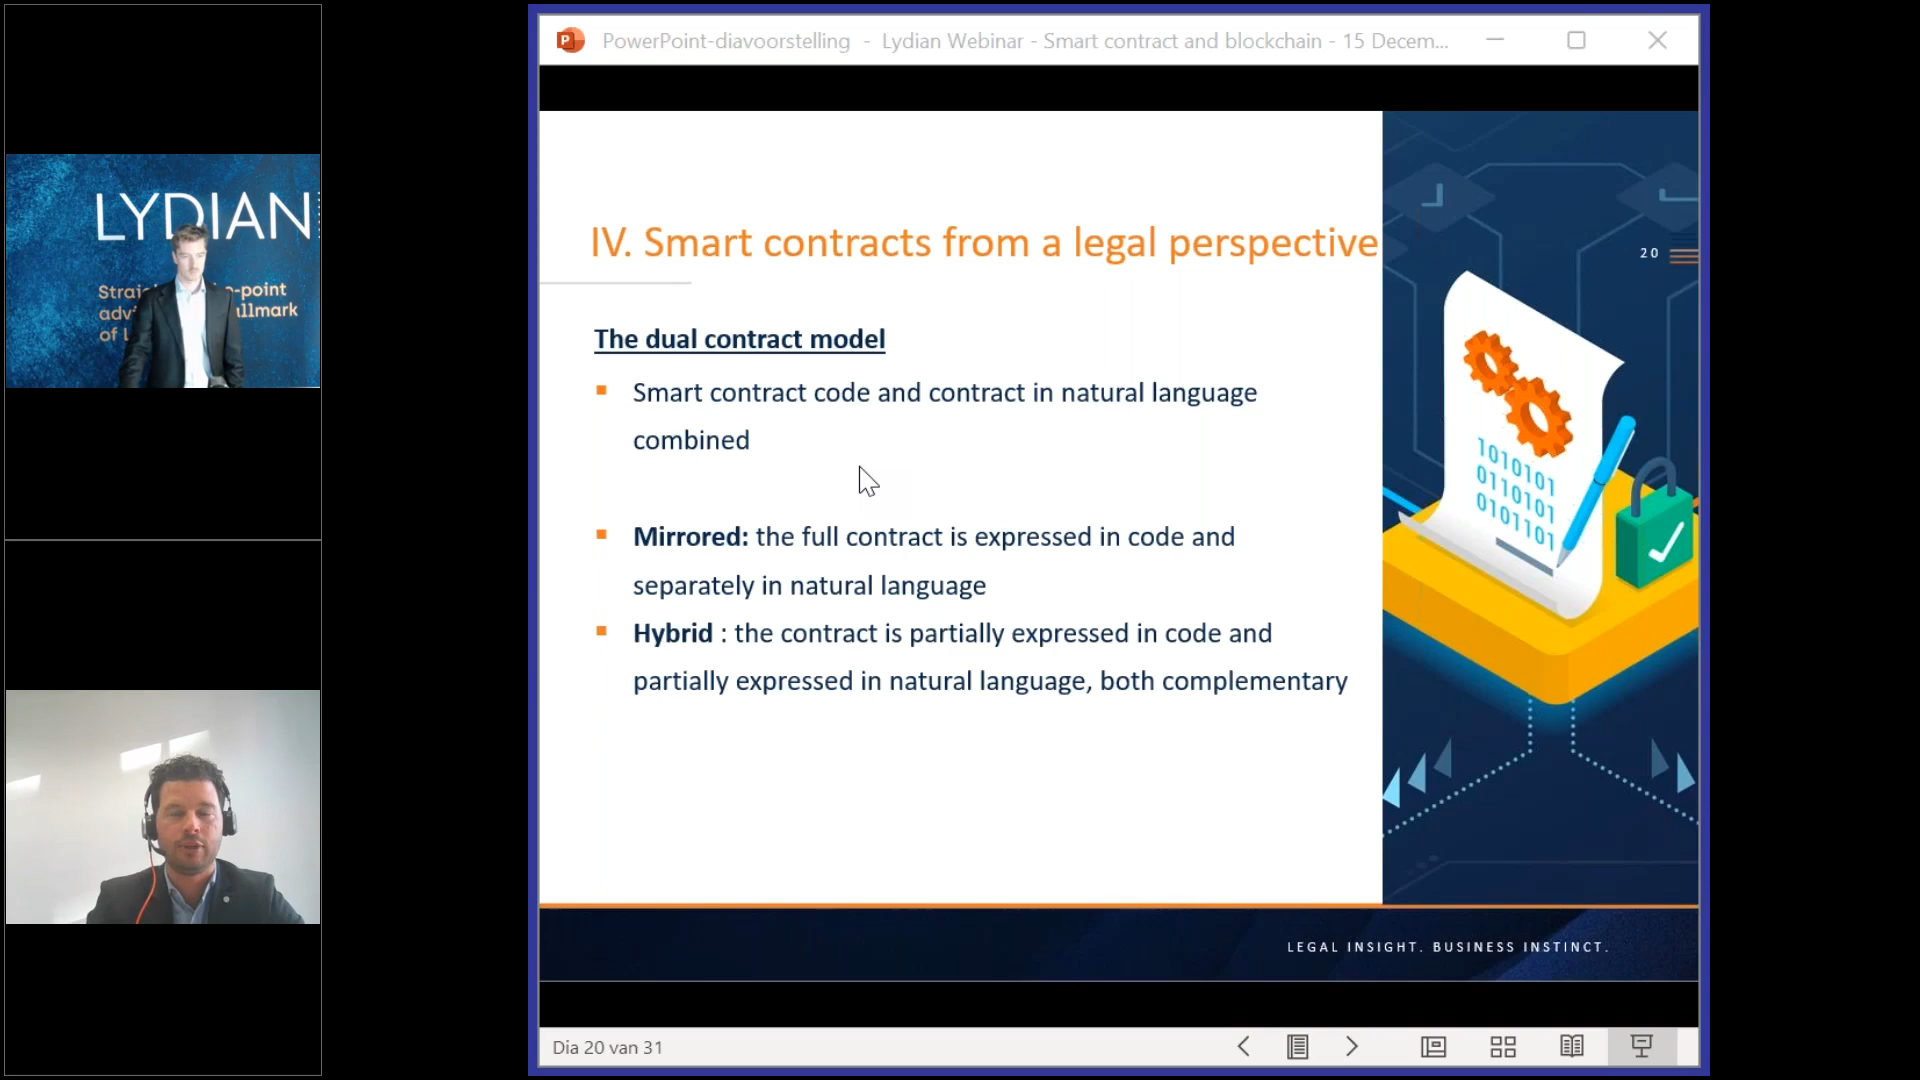 LYDIAN
of L
PowerPoint-diavoorstelling - Lydian Webinar - Smart contract and blockchain - 15 Decem...
IV. Smart contracts from a legal perspective
20
The dual contract model
Smart contract code and contract in natural language
combined
Mirrored: the full contract is expressed in code and
separately in natural language
Hybrid : the contract is partially expressed in code and
partially expressed in natural language, both complementary
1010101
0110101
0101101
LEGAL INSIGHT. BUSINESS INSTINCT.
Dia 20 van 31